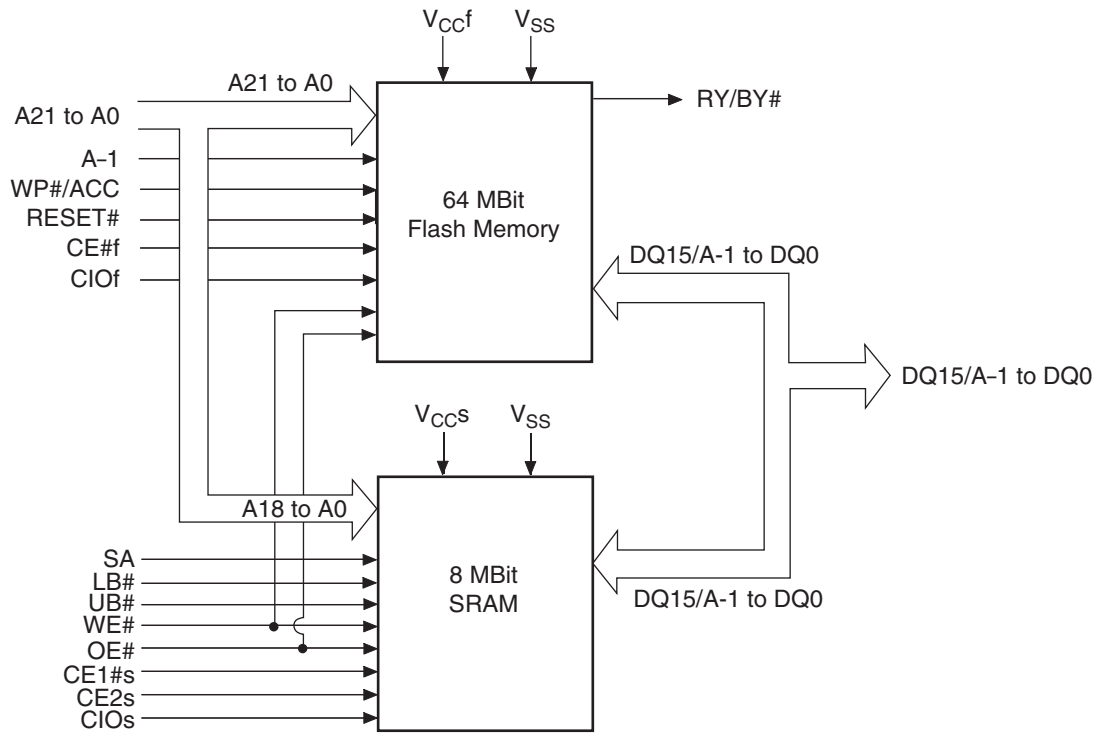 VCCf VSS
A21 to A0
A21 to A0
RY/BY#
A–1
WP#/ACC
RESET#
CE#f
CIOf
64 MBit
Flash Memory
DQ15/A-1 to DQ0
DQ15/A–1 to DQ0
VCCs VSS
A18 to A0
SA
LB#
UB#
WE#
OE#
CE1#s
CE2s
CIOs
8 MBit
SRAM
DQ15/A-1 to DQ0